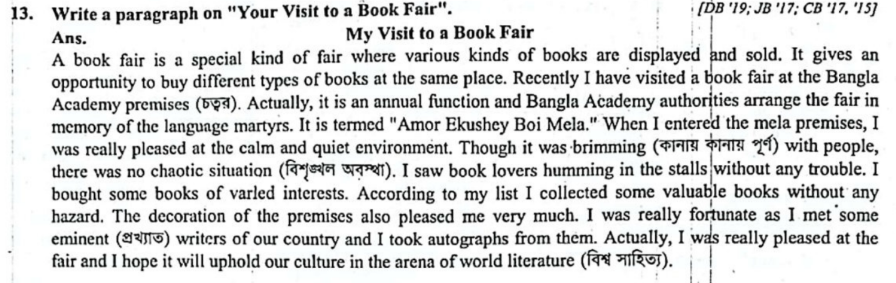 13. Write a paragraph on "Your Visit to a Book Fair". [DB '19; JB '17; CB '17, '15]
Ans. My Visit to a Book Fair
A book fair is a special kind of fair where various kinds of books are displayed and sold. It gives an
opportunity to buy different types of books at the same place. Recently I have visited a book fair at the Bangla
Academy premises (চত্বর). Actually, it is an annual function and Bangla Academy authorities arrange the fair in
memory of the language martyrs. It is termed "Amor Ekushey Boi Mela." When I entered the mela premises, I
was really pleased at the calm and quiet environment. Though it was brimming (কানায় কানায় পূর্ণ) with people,
there was no chaotic situation (বিশৃঙ্খল অবস্থা). I saw book lovers humming in the stalls without any trouble. I
bought some books of varled interests. According to my list I collected some valuable books without any
hazard. The decoration of the premises also pleased me very much. I was really fortunate as I met some
eminent (প্রখ্যাত) writers of our country and I took autographs from them. Actually, I was really pleased at the
fair and I hope it will uphold our culture in the arena of world literature (বিশ্ব সাহিত্য).